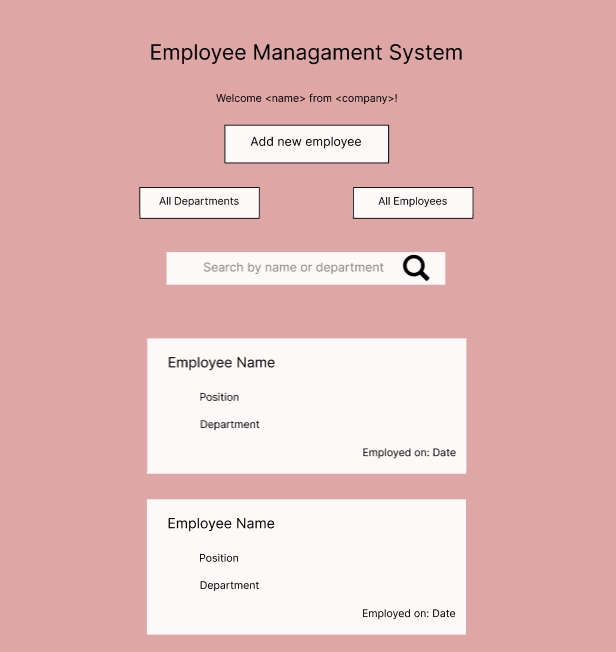 Employee Managament System
Welcome <name> from <company>!
Add new employee
All Departments
All Employees
Search by name or department
Employee Name
Position
Department
Employed on: Date
Employee Name
Position
Department
Employed on: Date